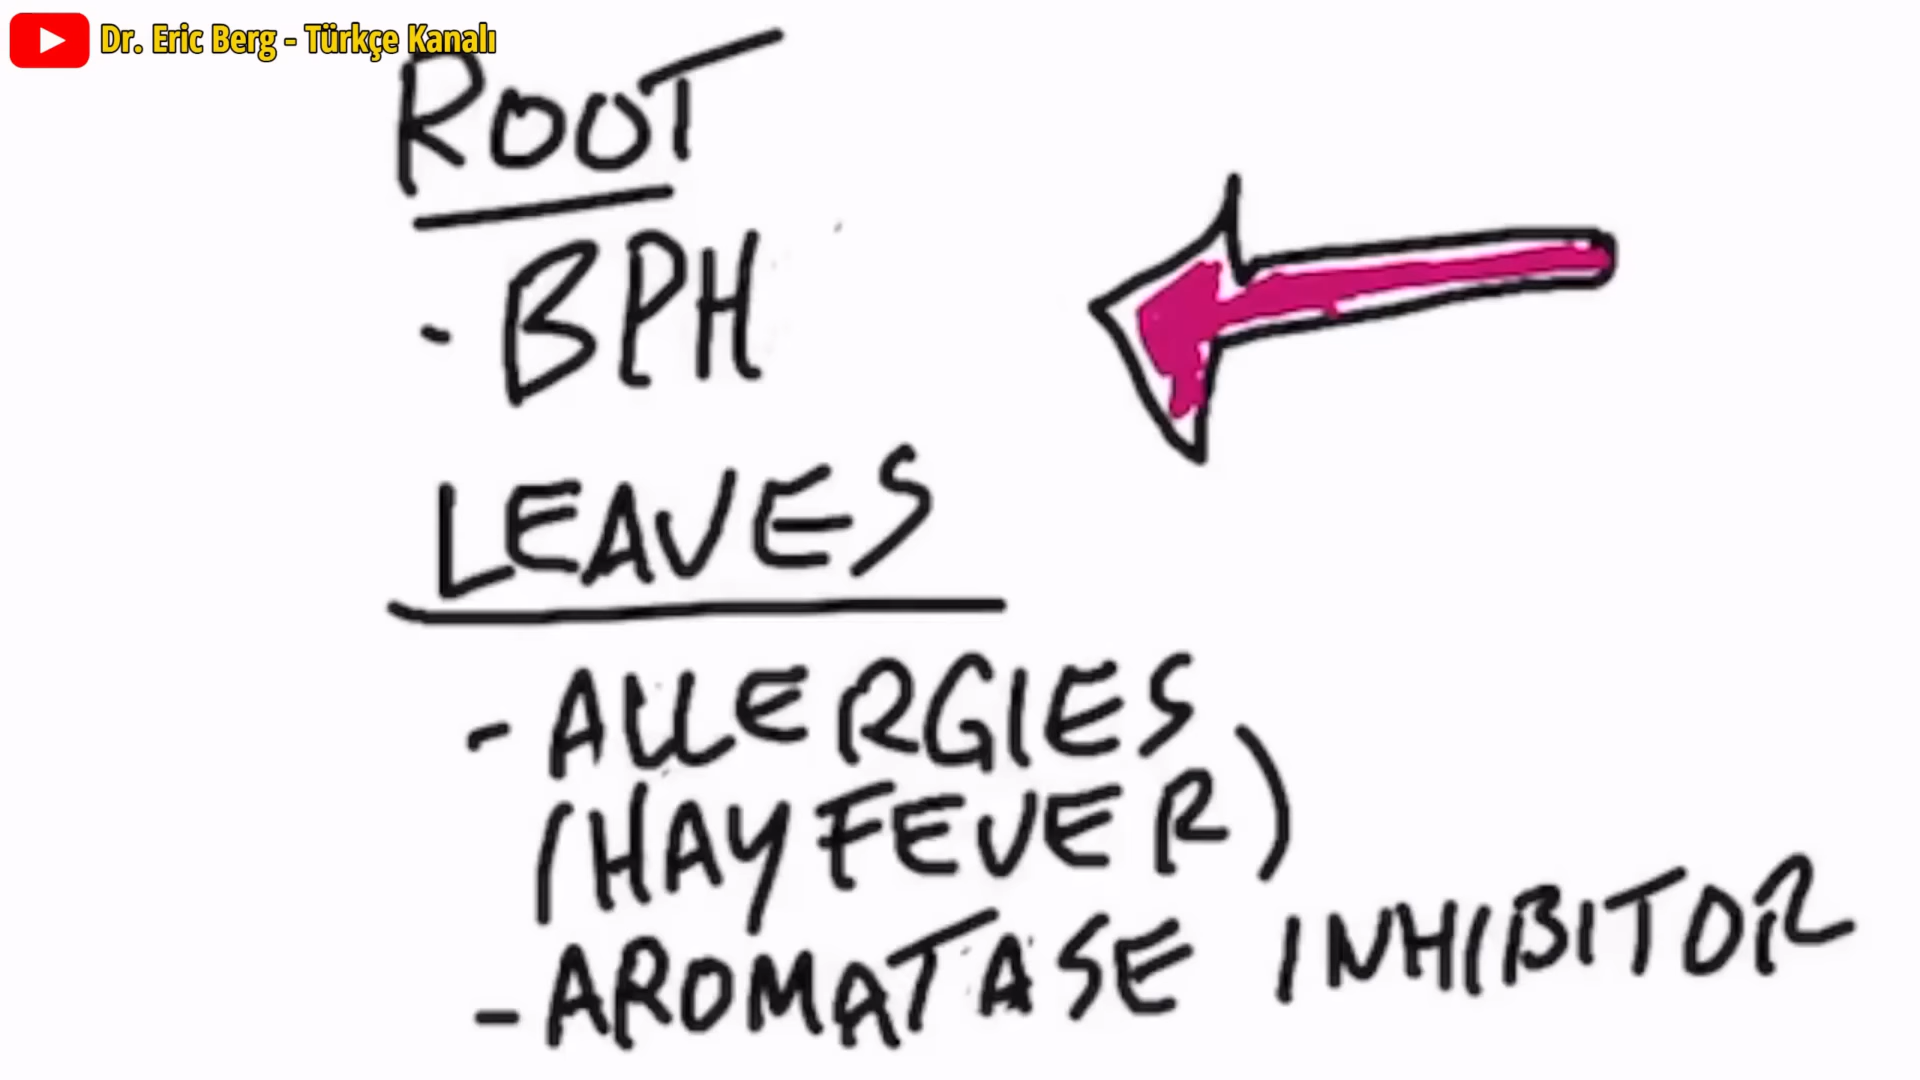 Dr. Eric Berg - Türkçe Kanalı
ROOT
· BPH
LEAVES
- ALLERGIES
(HAY FEVER)
- AROMATASE INHIBITOR